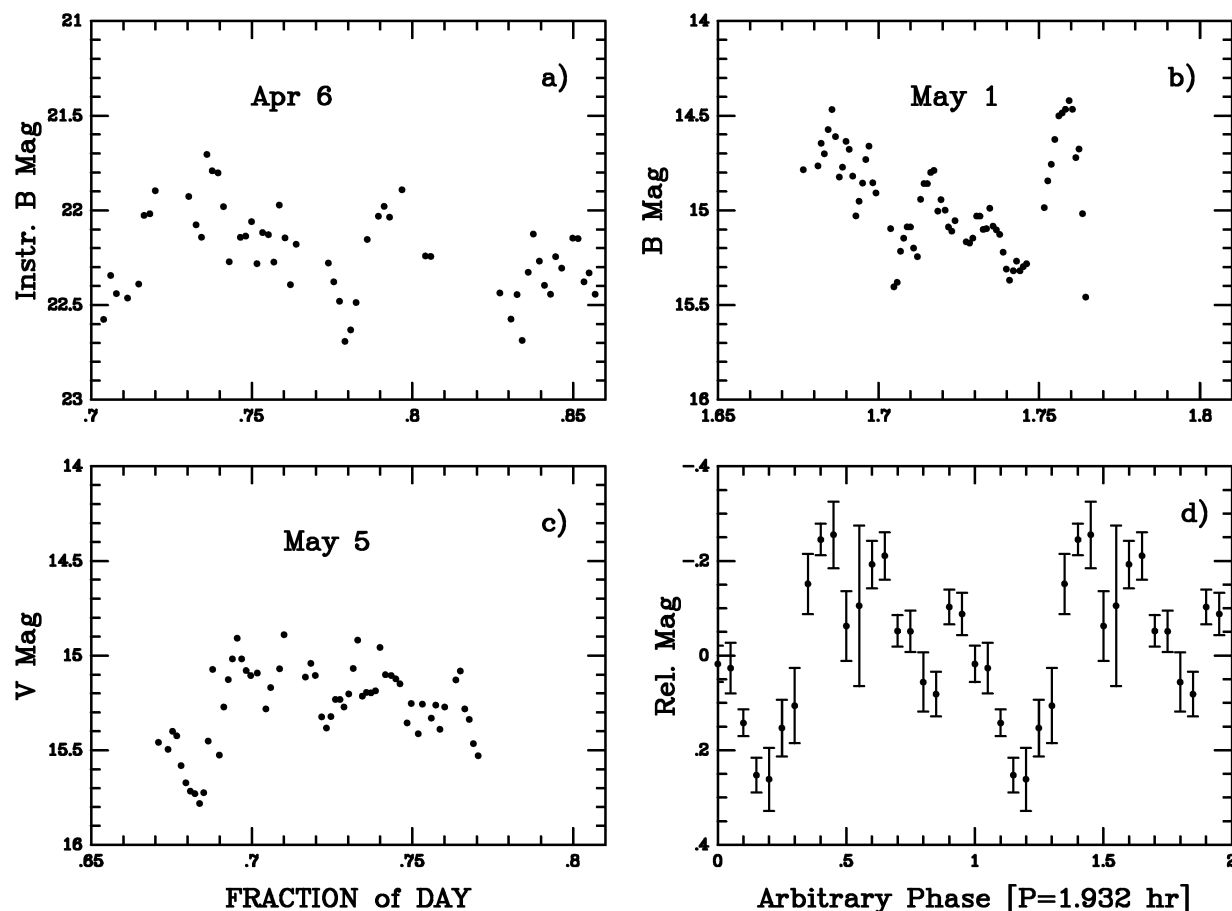 21
21.5
22
22.5
23
Instr. B Mag
Apr 6
a)
.7
.75
.8
.85
14
14.5
15
15.5
16
B Mag
May 1
b)
1.65
1.7
1.75
1.8
14
14.5
15
15.5
16
V Mag
May 5
c)
.65
.7
.75
.8
FRACTION of DAY
-.4
-.2
0
.2
.4
Rel. Mag
d)
0
.5
1
1.5
2
Arbitrary Phase [P=1.932 hr]